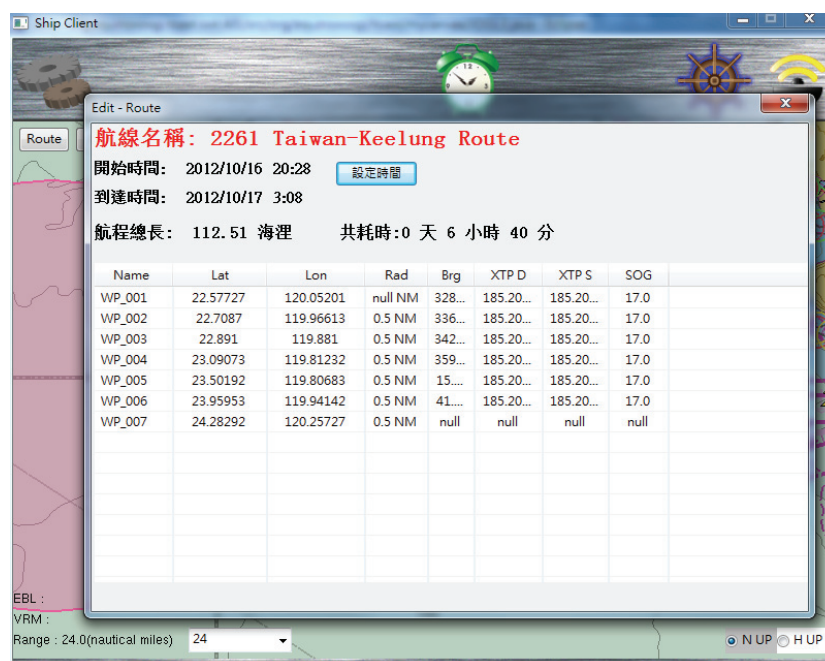 Ship Client
Edit - Route
Route
航線名稱: 2261 Taiwan-Keelung Route
開始時間: 2012/10/16 20:28 設定時間
到達時間: 2012/10/17 3:08
航程總長: 112.51 海浬 共耗時:0 天 6 小時 40 分
Name Lat Lon Rad Brg XTP D XTP S SOG
WP_001 22.57727 120.05201 null NM 328... 185.20... 185.20... 17.0
WP_002 22.7087 119.96613 0.5 NM 336... 185.20... 185.20... 17.0
WP_003 22.891 119.881 0.5 NM 342... 185.20... 185.20... 17.0
WP_004 23.09073 119.81232 0.5 NM 359... 185.20... 185.20... 17.0
WP_005 23.50192 119.80683 0.5 NM 15.... 185.20... 185.20... 17.0
WP_006 23.95953 119.94142 0.5 NM 41.... 185.20... 185.20... 17.0
WP_007 24.28292 120.25727 0.5 NM null null null null
EBL :
VRM :
Range : 24.0(nautical miles) 24 N UP H UP